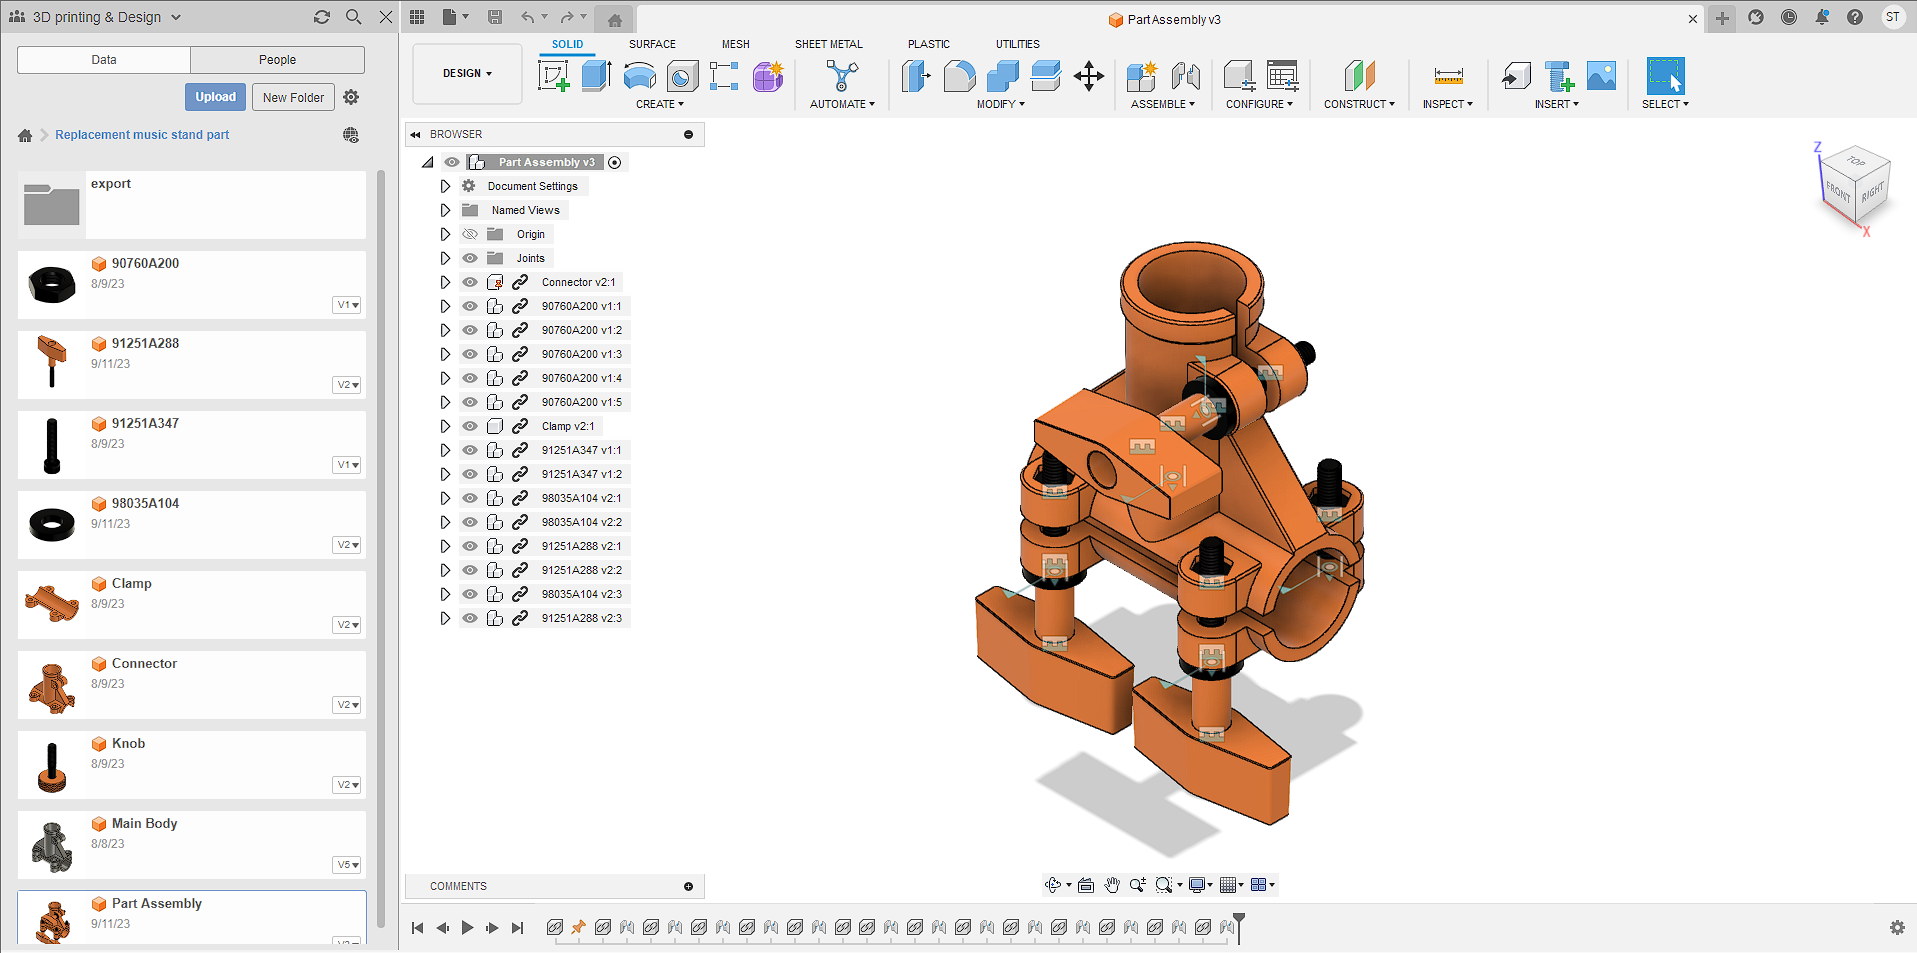 3D printing & Design
Data
People
Upload
New Folder
Replacement music stand part
export
90760A200
8/9/23
V1
91251A288
9/11/23
V2
91251A347
8/9/23
V1
98035A104
9/11/23
V2
Clamp
8/9/23
V2
Connector
8/9/23
V2
Knob
8/9/23
V2
Main Body
8/8/23
V5
Part Assembly
9/11/23
Part Assembly v3
ST
DESIGN
SOLID
SURFACE
MESH
SHEET METAL
PLASTIC
UTILITIES
CREATE
AUTOMATE
MODIFY
ASSEMBLE
CONFIGURE
CONSTRUCT
INSPECT
INSERT
SELECT
BROWSER
Part Assembly v3
Document Settings
Named Views
Origin
Joints
Connector v2:1
90760A200 v1:1
90760A200 v1:2
90760A200 v1:3
90760A200 v1:4
90760A200 v1:5
Clamp v2:1
91251A347 v1:1
91251A347 v1:2
98035A104 v2:1
98035A104 v2:2
91251A288 v2:1
91251A288 v2:2
98035A104 v2:3
91251A288 v2:3
Z
TOP
FRONT
RIGHT
X
COMMENTS